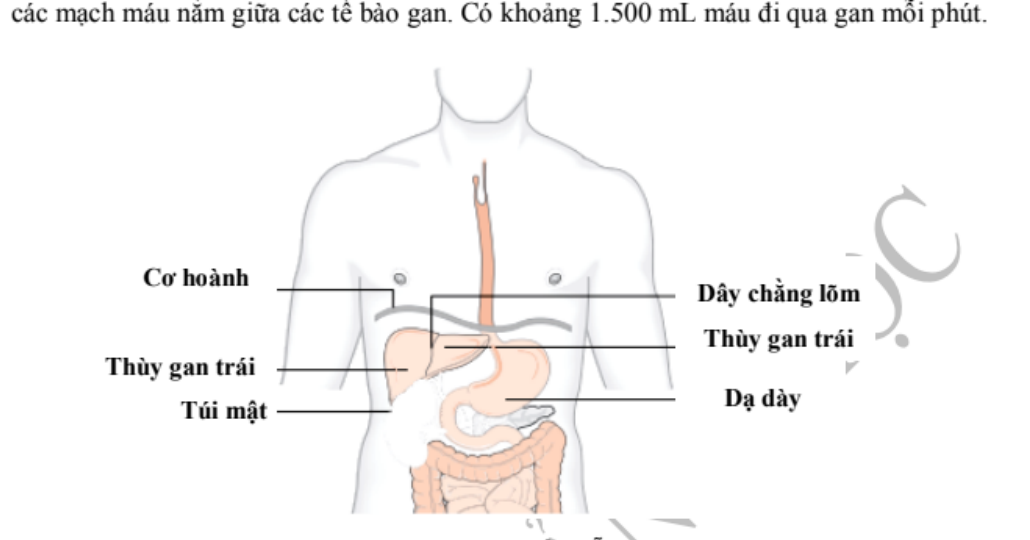 các mạch máu nằm giữa các tế bào gan. Có khoảng 1.500 mL máu đi qua gan mỗi phút.
Cơ hoành
Dây chằng lõm
Thùy gan trái
Thùy gan trái
Dạ dày
Túi mật